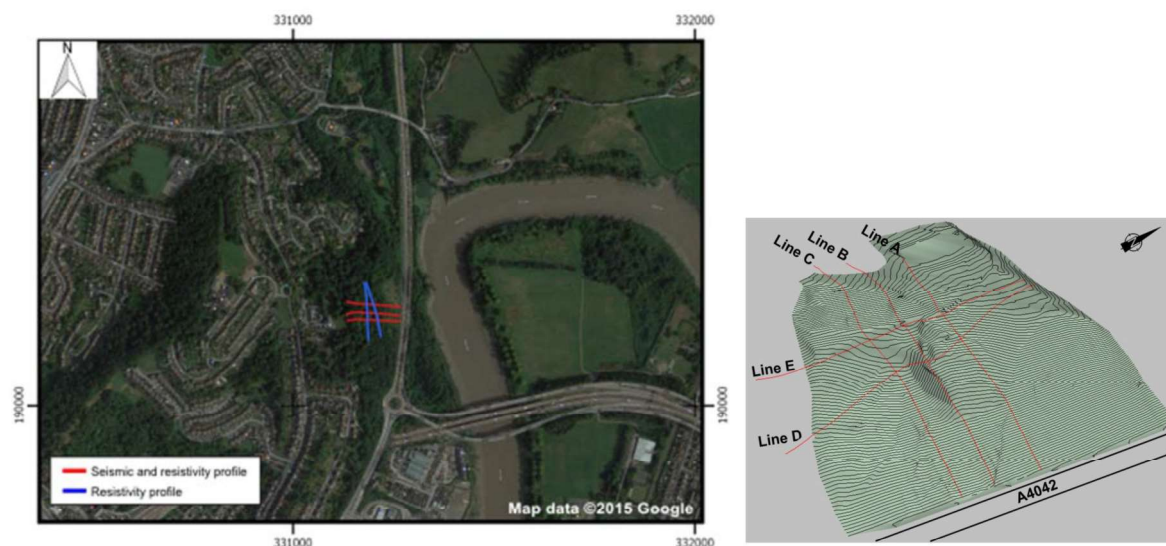 331000
332000
N
190000
190000
Seismic and resistivity profile
Resistivity profile
Map data ©2015 Google
331000
332000
Line C
Line B
Line A
Line E
Line D
A4042